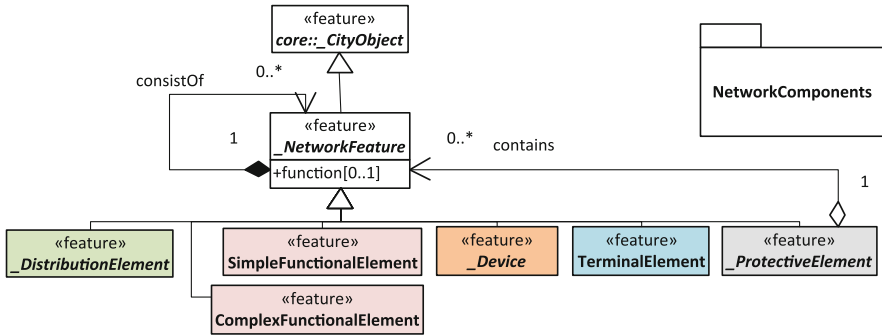 «feature»
core::_CityObject
consistOf
0..*
NetworkComponents
«feature»
_NetworkFeature
1
0..*
contains
+function[0..1]
1
«feature»
_DistributionElement
«feature»
SimpleFunctionalElement
«feature»
_Device
«feature»
TerminalElement
«feature»
_ProtectiveElement
«feature»
ComplexFunctionalElement